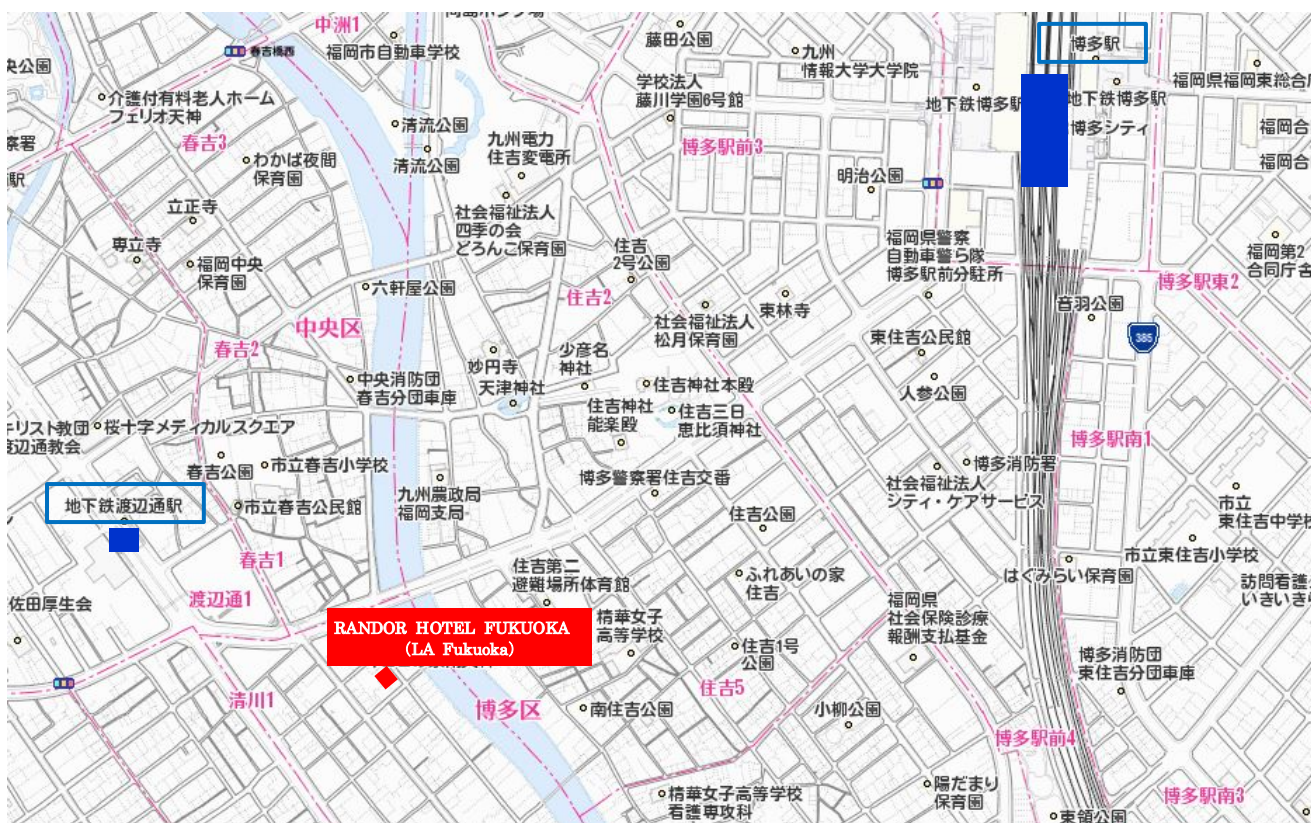 中洲1
春吉橋西
福岡市自動車学校
藤田公園
九州
情報大学大学院
博多駅
央公園
介護付有料老人ホーム
フェリオ天神
学校法人
藤川学園6号館
地下鉄博多駅
地下鉄博多駅
福岡県福岡東総合
察署
春吉3
清流公園
九州電力
住吉変電所
博多シティ
福岡合
駅
わかば夜間
保育園
清流公園
博多駅前3
明治公園
福岡合
立正寺
社会福祉法人
四季の会
どろんこ保育園
専立寺
福岡中央
保育園
住吉
2号公園
福岡県警察
自動車警ら隊
博多駅前分駐所
福岡第2
合同庁舎
六軒屋公園
住吉2
博多駅東2
中央区
社会福祉法人
松月保育園
東林寺
音羽公園
385
春吉2
妙円寺
天津神社
少彦名
神社
東住吉公民館
中央消防団
春吉分団車庫
住吉神社本殿
人参公園
住吉神社
能楽殿
住吉三日
恵比須神社
キリスト教団
渡辺通教会
桜十字メディカルスクエア
博多駅南1
春吉公園
市立春吉小学校
博多警察署住吉交番
博多消防署
地下鉄渡辺通駅
市立春吉公民館
九州農政局
福岡支局
社会福祉法人
シティ・ケアサービス
市立
東住吉中学校
住吉公園
春吉1
住吉第二
避難場所体育館
ふれあいの家
住吉
はぐみらい保育園
市立東住吉小学校
佐田厚生会
渡辺通1
福岡県
社会保険診療
報酬支払基金
訪問看護
いきいき
RANDOR HOTEL FUKUOKA
(LA Fukuoka)
精華女子
高等学校
住吉1号
公園
博多消防団
東住吉分団車庫
清川1
博多区
住吉5
南住吉公園
小柳公園
博多駅前4
精華女子高等学校
看護専攻科
陽だまり
保育園
博多駅南3
東領公園